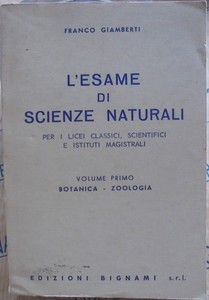 FRANCO GIAMBERTI
L'ESAME
DI
SCIENZE NATURALI
PER I LICEI CLASSICI, SCIENTIFICI
E ISTITUTI MAGISTRALI
VOLUME PRIMO
BOTANICA - ZOOLOGIA
EDIZIONI BIGNAMI s.r.l.